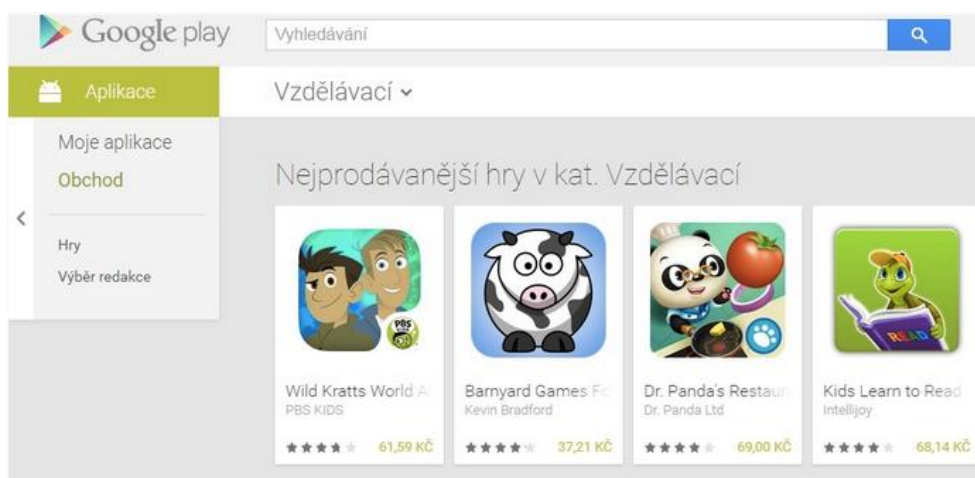 Google play
Vyhledávání
Aplikace
Vzdělávací
Moje aplikace
Obchod
Hry
Výběr redakce
Nejprodávanější hry v kat. Vzdělávací
PBS
READ
Wild Kratts World A
PBS KIDS
61,59 KČ
Barnyard Games Fo
Kevin Bradford
37,21 KČ
Dr. Panda's Restaur
Dr. Panda Ltd
69,00 KČ
Kids Learn to Read
Intellijoy
68,14 KČ